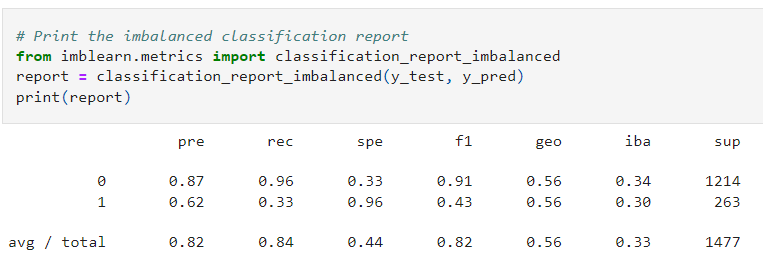 # Print the imbalanced classification report
from imblearn.metrics import classification_report_imbalanced
report = classification_report_imbalanced(y_test, y_pred)
print(report)
pre rec spe f1 geo iba sup
0 0.87 0.96 0.33 0.91 0.56 0.34 1214
1 0.62 0.33 0.96 0.43 0.56 0.30 263
avg / total 0.82 0.84 0.44 0.82 0.56 0.33 1477